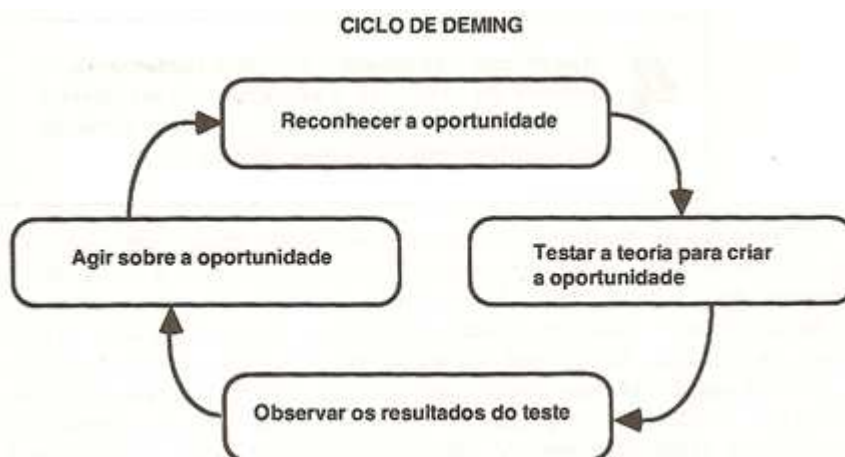 CICLO DE DEMING
Reconhecer a oportunidade
Testar a teoria para criar
a oportunidade
Observar os resultados do teste
Agir sobre a oportunidade